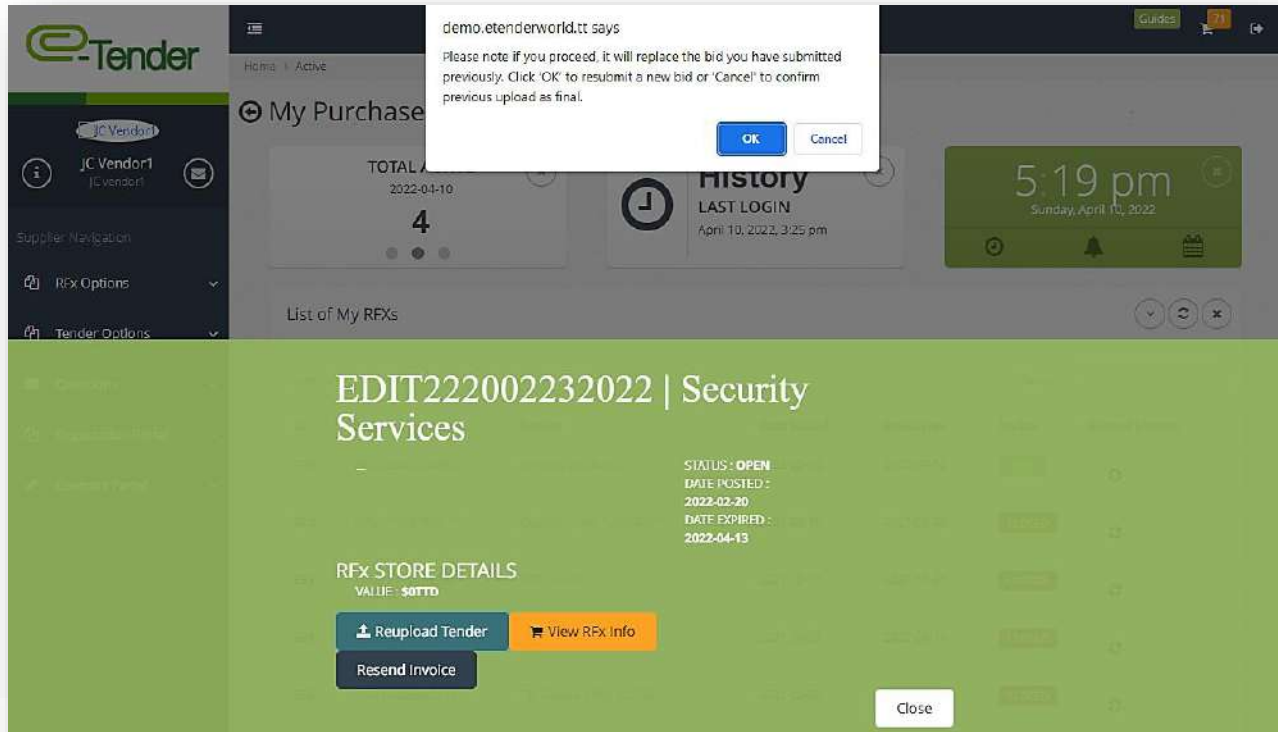 e-Tender
demo.etenderworld.tt says
Please note if you proceed, it will replace the bid you have submitted
previously. Click 'OK' to resubmit a new bid or 'Cancel' to confirm
previous upload as final.
OK
Cancel
Guides
71
Home
Active
JC Vendor1
JC Vendor1
JCvendor1
Supplier Navigation
RFx Options
Tender Options
My Purchase
TOTAL
2022-04-10
4
History
LAST LOGIN
April 10, 2022, 3:25 pm
5:19 pm
Sunday, April 10, 2022
List of My RFXs
EDIT222002232022 | Security
Services
STATUS : OPEN
DATE POSTED :
2022-02-20
DATE EXPIRED :
2022-04-13
RFx STORE DETAILS
VALUE : $0TTD
Reupload Tender
View RFx Info
Resend Invoice
Close